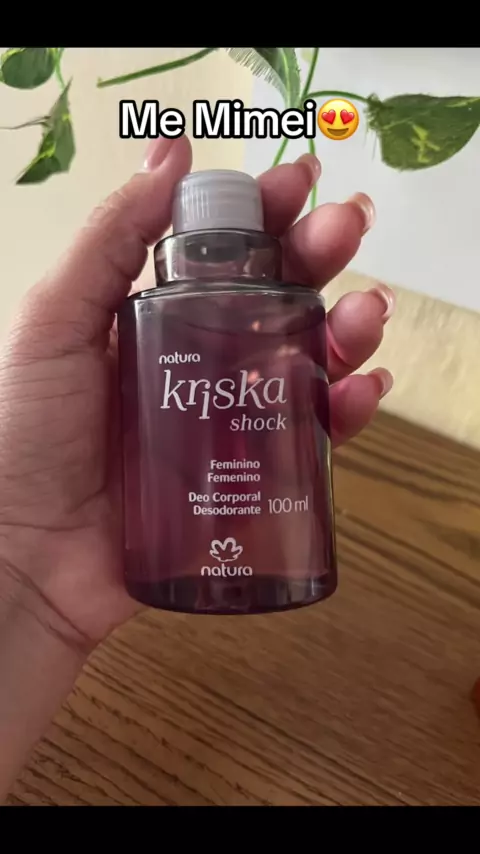 Me Mimei😍
natura
kriska
shock
Feminino
Femenino
Deo Corporal
Desodorante 100 ml
natura